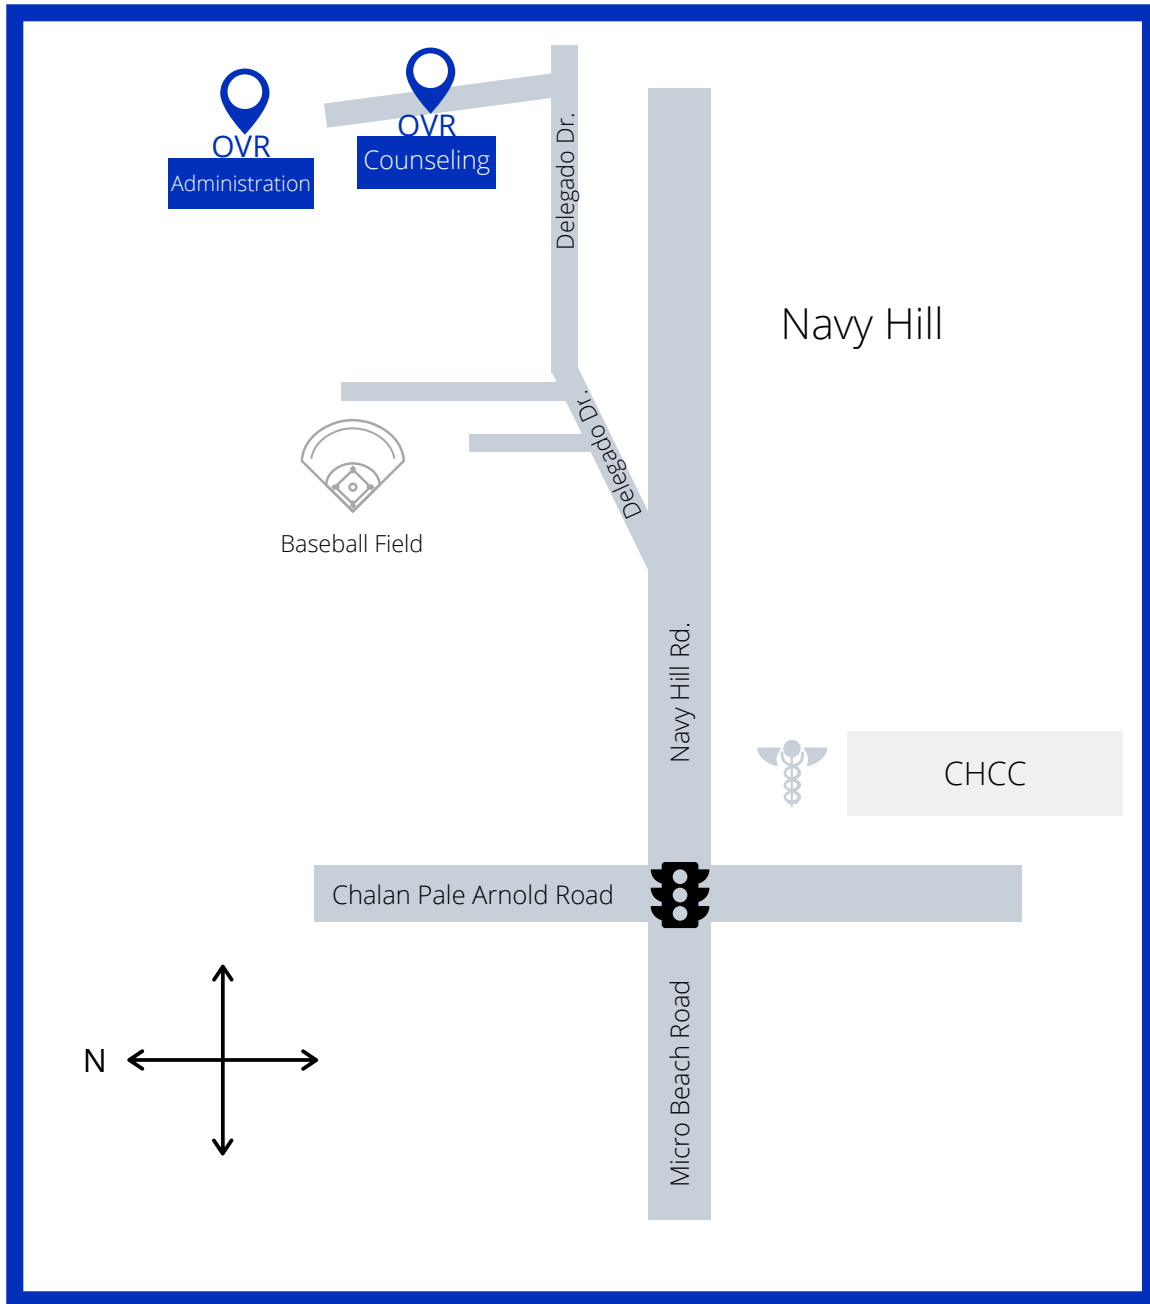 OVR
Administration
OVR
Counseling
Delegado Dr.
Navy Hill
Delegado Dr.
Baseball Field
Navy Hill Rd.
CHCC
Chalan Pale Arnold Road
N
Micro Beach Road